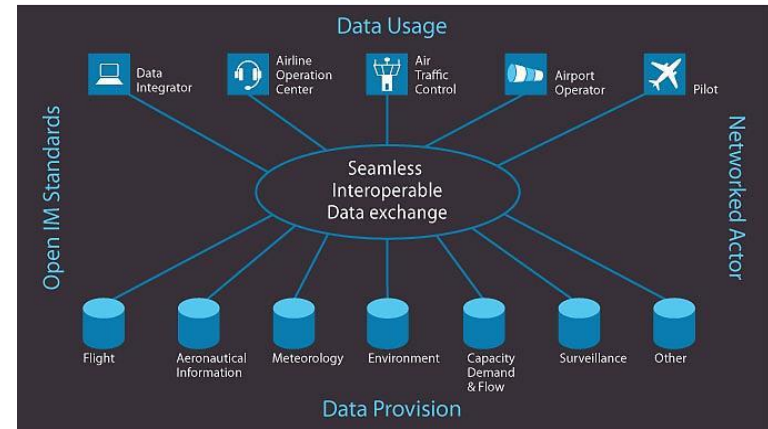 Data Usage
Data
Integrator
Airline
Operation
Center
Air
Traffic
Control
Airport
Operator
Pilot
Open IM Standards
Seamless
Interoperable
Data exchange
Networked Actor
Flight
Aeronautical
Information
Meteorology
Environment
Capacity
Demand
& Flow
Surveillance
Other
Data Provision